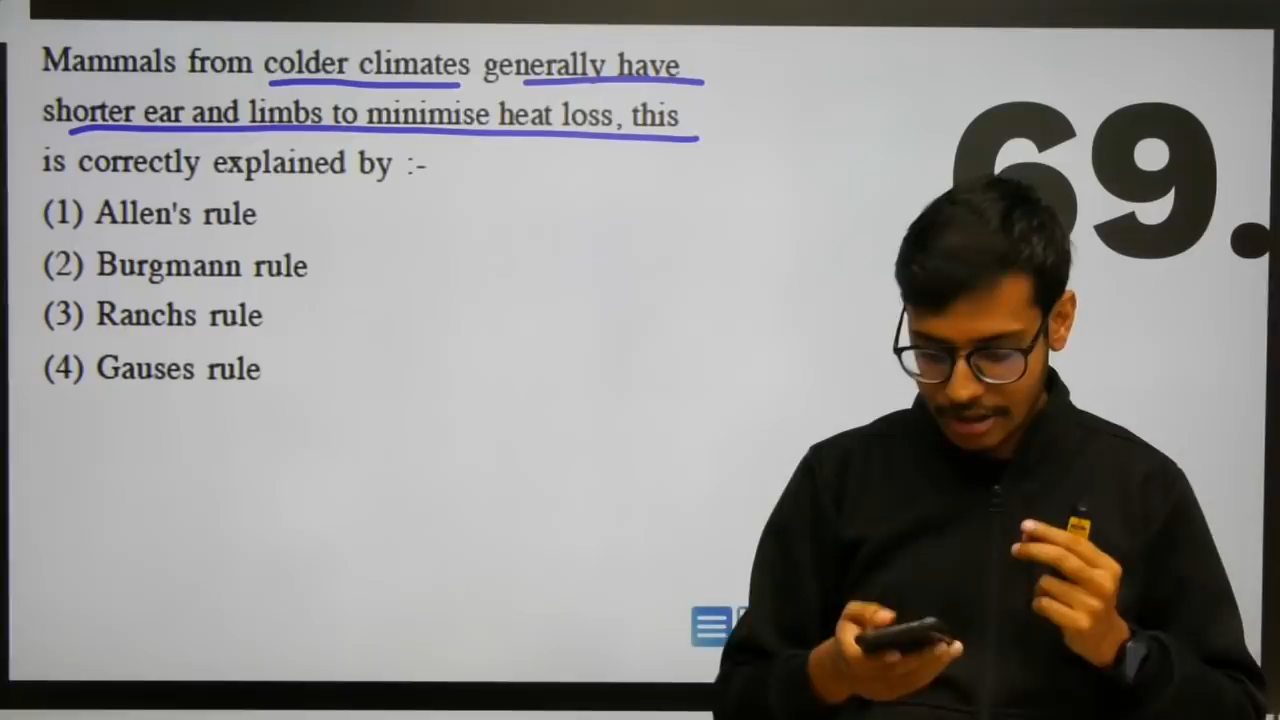 Mammals from colder climates generally have
shorter ear and limbs to minimise heat loss, this
is correctly explained by :-
(1) Allen's rule
(2) Burgmann rule
(3) Ranchs rule
(4) Gauses rule
69.